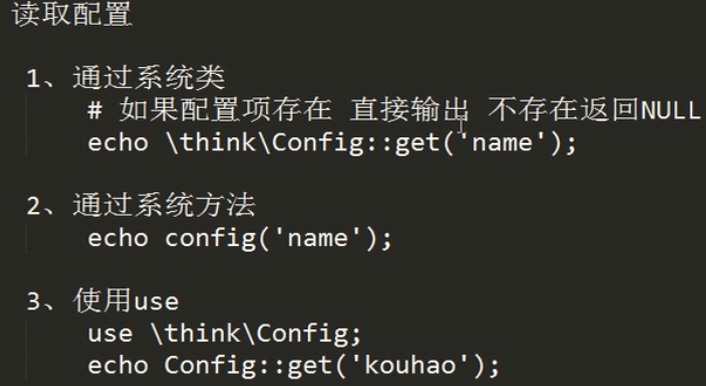 读取配置
1、通过系统类
# 如果配置项存在 直接输出 不存在返回NULL
echo \think\Config::get('name');
2、通过系统方法
echo config('name');
3、使用use
use \think\Config;
echo Config::get('kouhao');